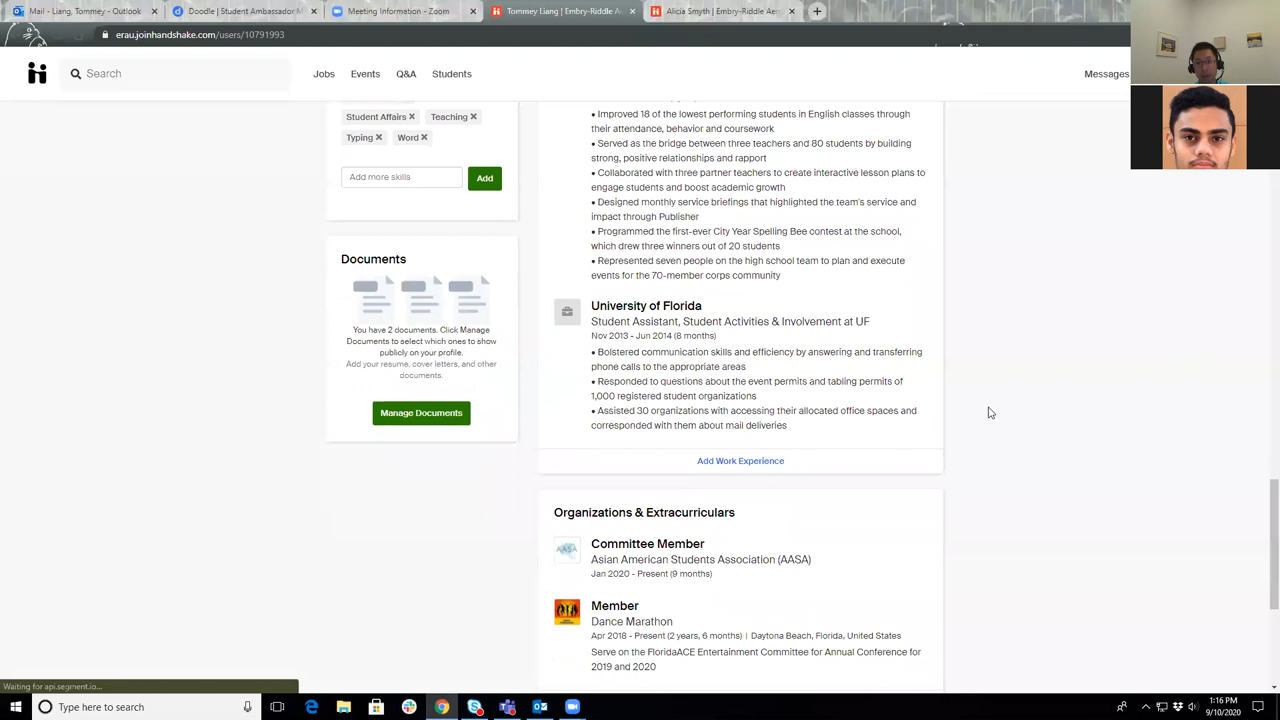 Mail - Liang, Tommey - Outlook
Doodle | Student Ambassador M
Meeting Information - Zoom
Tommey Liang | Embry-Riddle Ae
Alicia Smyth | Embry-Riddle Aer
erau.joinhandshake.com/users/10791993
Search
Jobs
Events
Q&A
Students
Messages
Student Affairs
Teaching
Typing
Word
Add more skills
Add
Documents
You have 2 documents. Click Manage
Documents to select which ones to show
publicly on your profile.
Add your resume, cover letters, and other
documents.
Manage Documents
• Improved 18 of the lowest performing students in English classes through
their attendance, behavior and coursework
• Served as the bridge between three teachers and 80 students by building
strong, positive relationships and rapport
• Collaborated with three partner teachers to create interactive lesson plans to
engage students and boost academic growth
• Designed monthly service briefings that highlighted the team's service and
impact through Publisher
• Programmed the first-ever City Year Spelling Bee contest at the school,
which drew three winners out of 20 students
• Represented seven people on the high school team to plan and execute
events for the 70-member corps community
University of Florida
Student Assistant, Student Activities & Involvement at UF
Nov 2013 - Jun 2014 (8 months)
• Bolstered communication skills and efficiency by answering and transferring
phone calls to the appropriate areas
• Responded to questions about the event permits and tabling permits of
1,000 registered student organizations
• Assisted 30 organizations with accessing their allocated office spaces and
corresponded with them about mail deliveries
Add Work Experience
Organizations & Extracurriculars
AASA
Committee Member
Asian American Students Association (AASA)
Jan 2020 - Present (9 months)
Member
Dance Marathon
Apr 2018 - Present (2 years, 6 months) | Daytona Beach, Florida, United States
Serve on the FloridaACE Entertainment Committee for Annual Conference for
2019 and 2020
Waiting for api.segment.io...
Type here to search
1:16 PM
9/10/2020